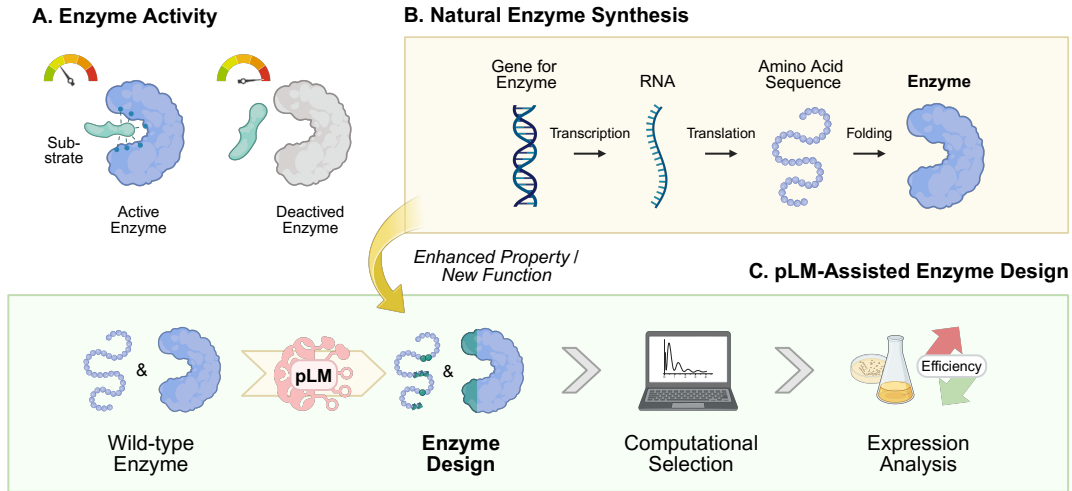 A. Enzyme Activity
Sub-
strate
Active
Enzyme
Deactived
Enzyme
B. Natural Enzyme Synthesis
Gene for
Enzyme
Transcription
RNA
Translation
Amino Acid
Sequence
Folding
Enzyme
Enhanced Property /
New Function
C. pLM-Assisted Enzyme Design
&
Wild-type
Enzyme
pLM
&
Enzyme
Design
Computational
Selection
Efficiency
Expression
Analysis